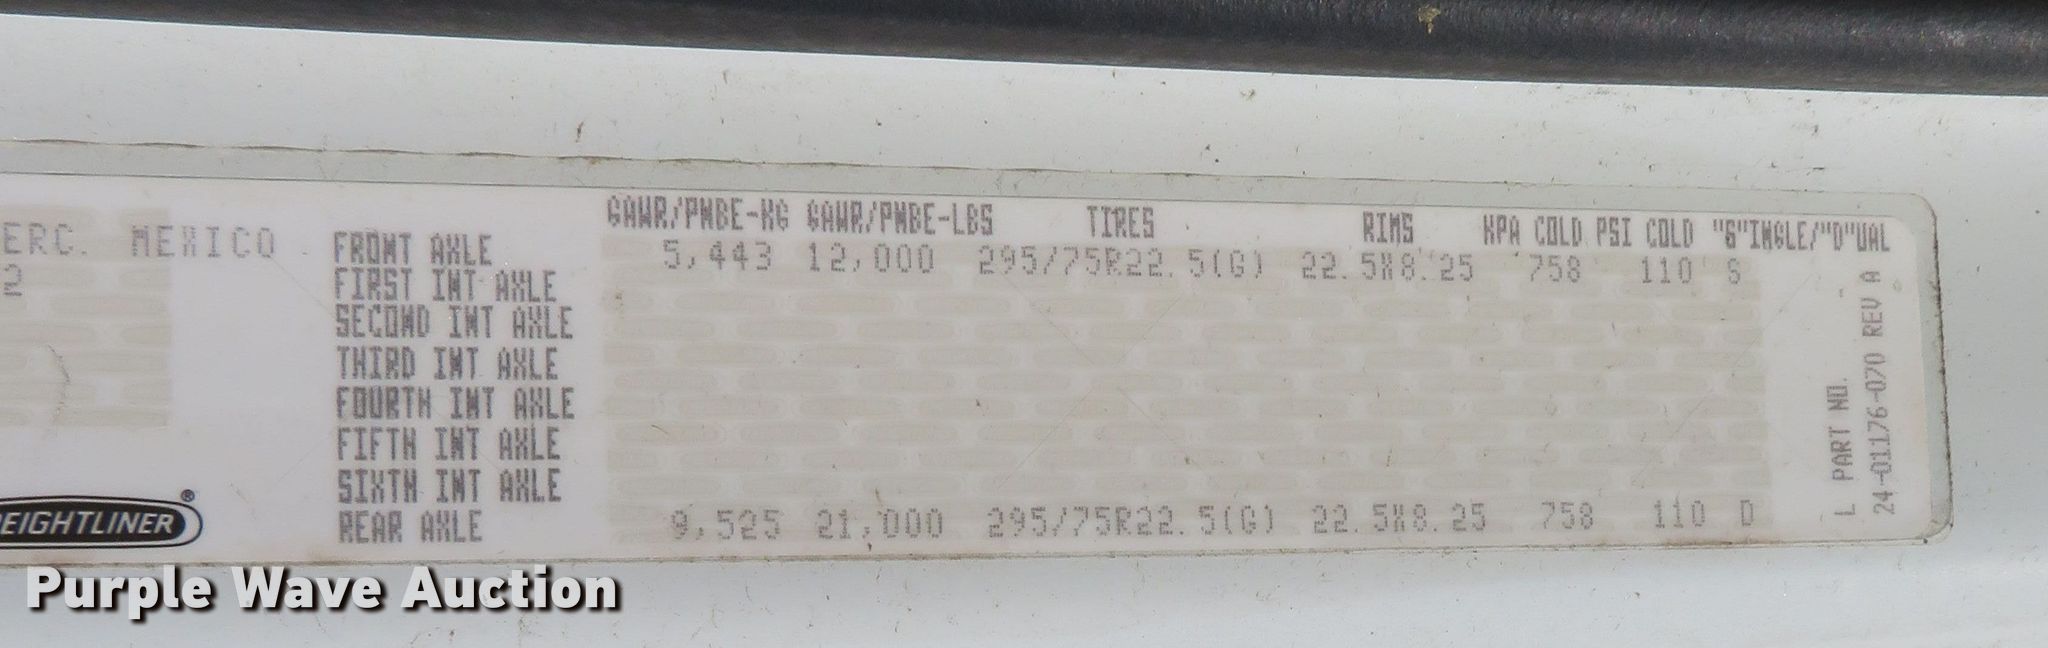 ERC. MEXICO
2
GAWR/PNBE-KG GAWR/PNBE-LBS TIRES RIMS KPA COLD PSI COLD "S"INGLE/"D"UAL
FRONT AXLE 5,443 12,000 295/75R22.5(G) 22.5X8.25 758 110 S
FIRST INT AXLE
SECOND INT AXLE
THIRD INT AXLE
FOURTH INT AXLE
FIFTH INT AXLE
SIXTH INT AXLE
REAR AXLE 9,525 21,000 295/75R22.5(G) 22.5X8.25 758 110 D
L PART NO.
24-01176-070 REV A
EIGHTLINER®
Purple Wave Auction